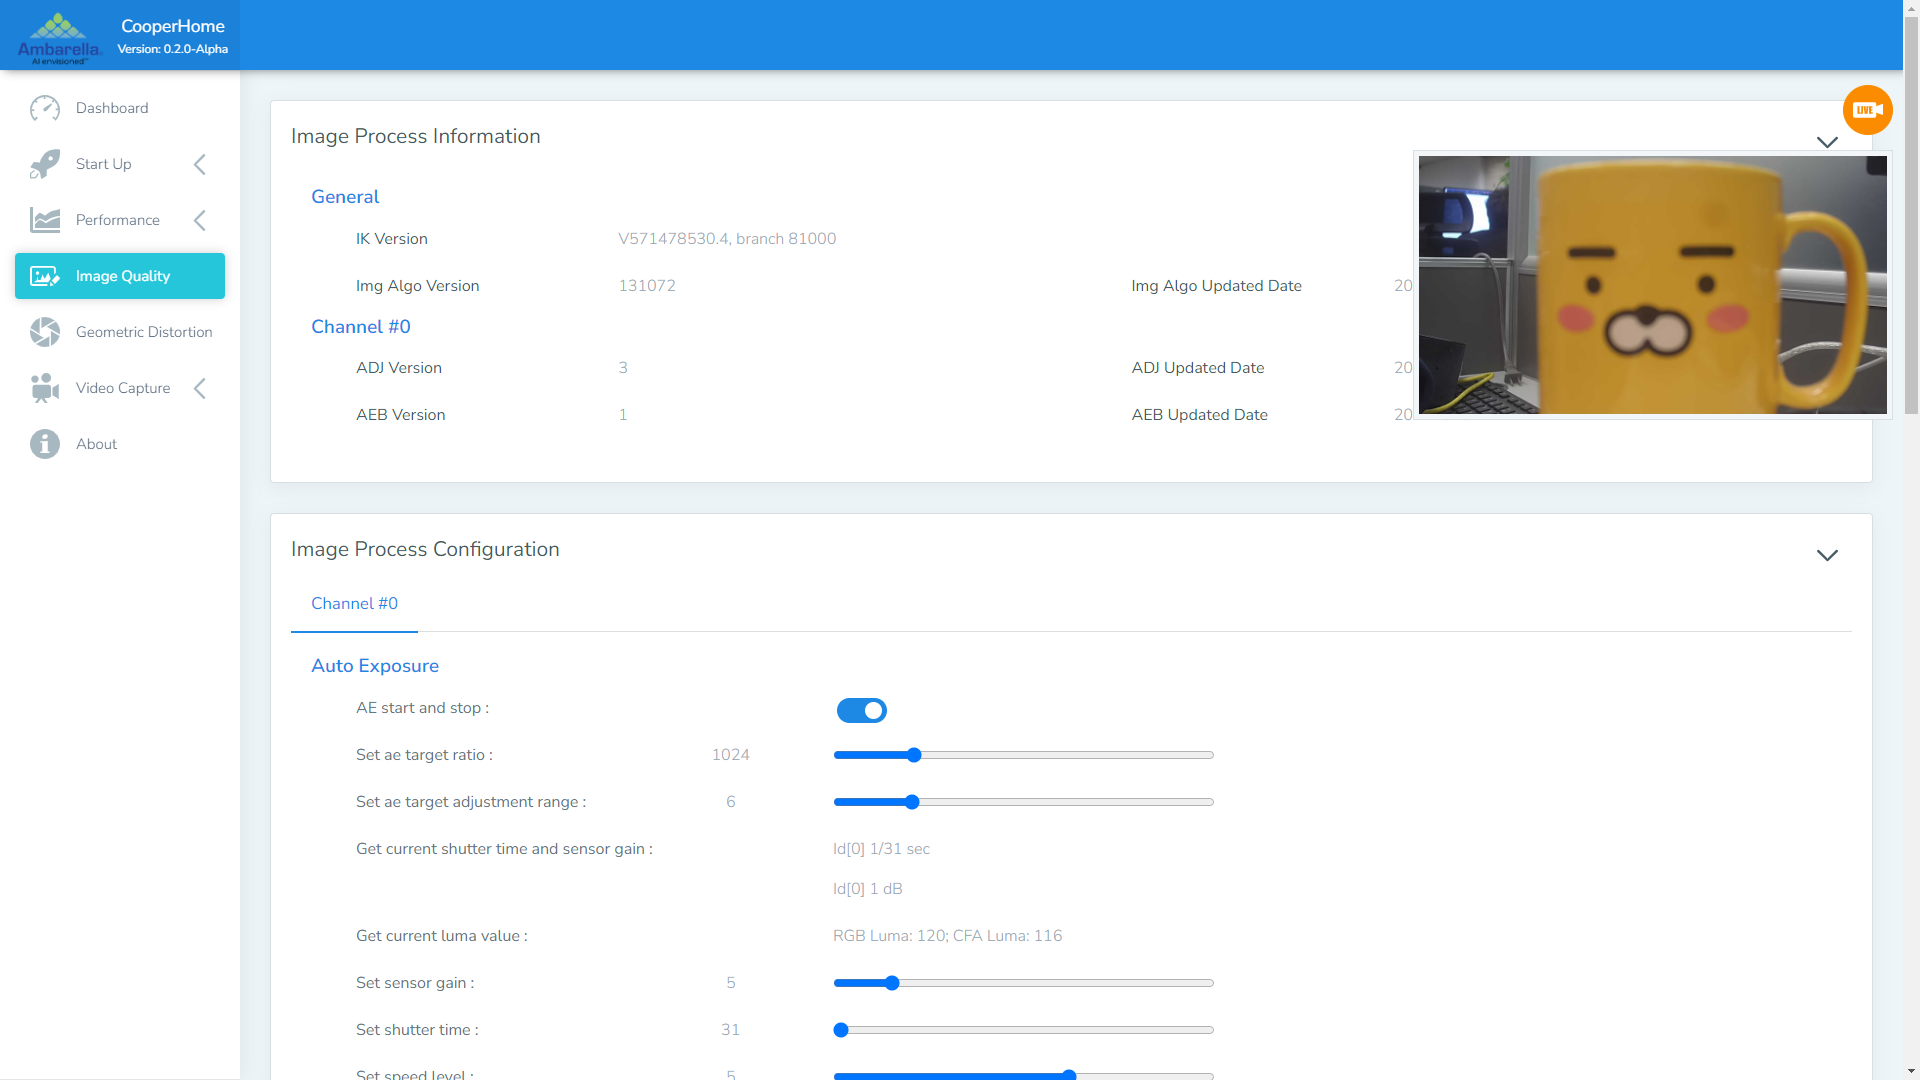 Ambarella
AI envisioned™
CooperHome
Version: 0.2.0-Alpha
Dashboard
Start Up
Performance
Image Quality
Geometric Distortion
Video Capture
About
LIVE
Image Process Information
General
IK Version V571478530.4, branch 81000
Img Algo Version 131072 Img Algo Updated Date 20
Channel #0
ADJ Version 3 ADJ Updated Date 20
AEB Version 1 AEB Updated Date 20
Image Process Configuration
Channel #0
Auto Exposure
AE start and stop :
Set ae target ratio : 1024
Set ae target adjustment range : 6
Get current shutter time and sensor gain : Id[0] 1/31 sec
Id[0] 1 dB
Get current luma value : RGB Luma: 120; CFA Luma: 116
Set sensor gain : 5
Set shutter time : 31
Set speed level : 5